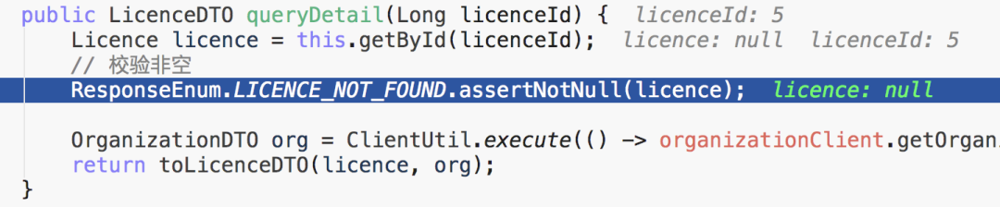 public LicenceDTO queryDetail(Long licenceId) { licenceId: 5
Licence licence = this.getById(licenceId); licence: null licenceId: 5
// 校验非空
ResponseEnum.LICENCE_NOT_FOUND.assertNotNull(licence); licence: null
OrganizationDTO org = ClientUtil.execute(() -> organizationClient.getOrgani
return toLicenceDTO(licence, org);
}